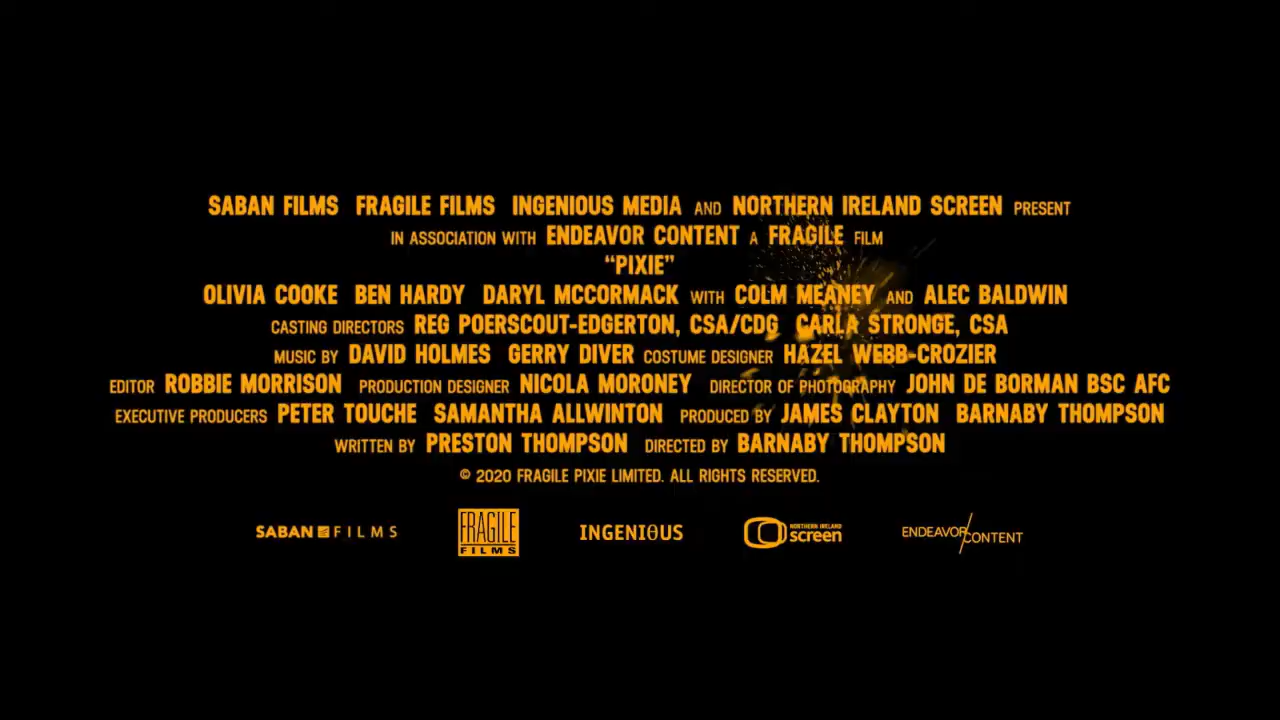 SABAN FILMS FRAGILE FILMS INGENIOUS MEDIA AND NORTHERN IRELAND SCREEN PRESENT
IN ASSOCIATION WITH ENDEAVOR CONTENT A FRAGILE FILM
“PIXIE”
OLIVIA COOKE BEN HARDY DARYL MCCORMACK WITH COLM MEANEY AND ALEC BALDWIN
CASTING DIRECTORS REG POERSCOUT-EDGERTON, CSA/CDG CARLA STRONGE, CSA
MUSIC BY DAVID HOLMES GERRY DIVER COSTUME DESIGNER HAZEL WEBB-CROZIER
EDITOR ROBBIE MORRISON PRODUCTION DESIGNER NICOLA MORONEY DIRECTOR OF PHOTOGRAPHY JOHN DE BORMAN BSC AFC
EXECUTIVE PRODUCERS PETER TOUCHE SAMANTHA ALLWINTON PRODUCED BY JAMES CLAYTON BARNABY THOMPSON
WRITTEN BY PRESTON THOMPSON DIRECTED BY BARNABY THOMPSON
© 2020 FRAGILE PIXIE LIMITED. ALL RIGHTS RESERVED.
SABAN FILMS
FRAGILE
FILMS
INGENIθUS
NORTHERN IRELAND
screen
ENDEAVOR CONTENT